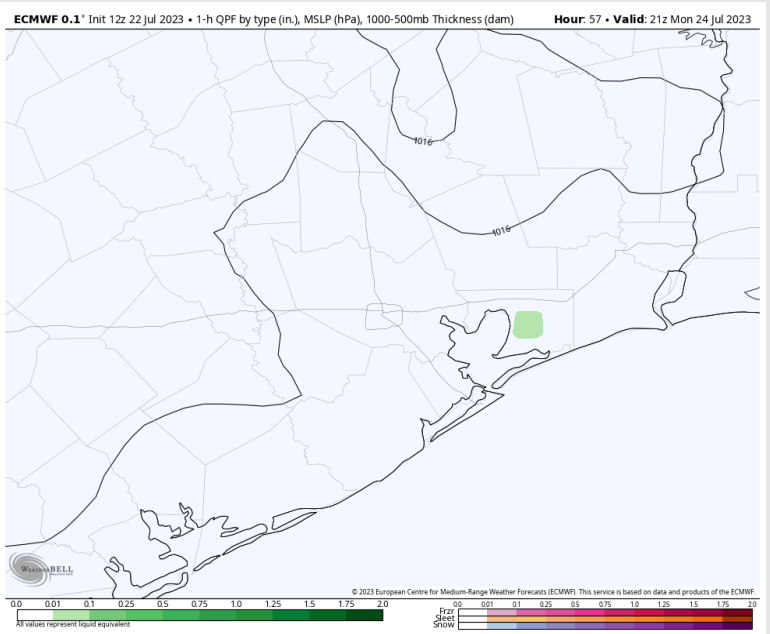 ECMWF 0.1° Init 12z 22 Jul 2023 • 1-h QPF by type (in.), MSLP (hPa), 1000-500mb Thickness (dam) Hour: 57 • Valid: 21z Mon 24 Jul 2023
1016
1016
WeatherBELL
© 2023 European Centre for Medium-Range Weather Forecasts (ECMWF). This service is based on data and products of the ECMWF.
0.0 0.01 0.1 0.25 0.5 0.75 1.0 1.25 1.5 1.75 2.0
All values represent liquid equivalent
0.0 0.01 0.1 0.25 0.5 0.75 1.0 1.25 1.5 1.75 2.0
Frzr
Sleet
Snow